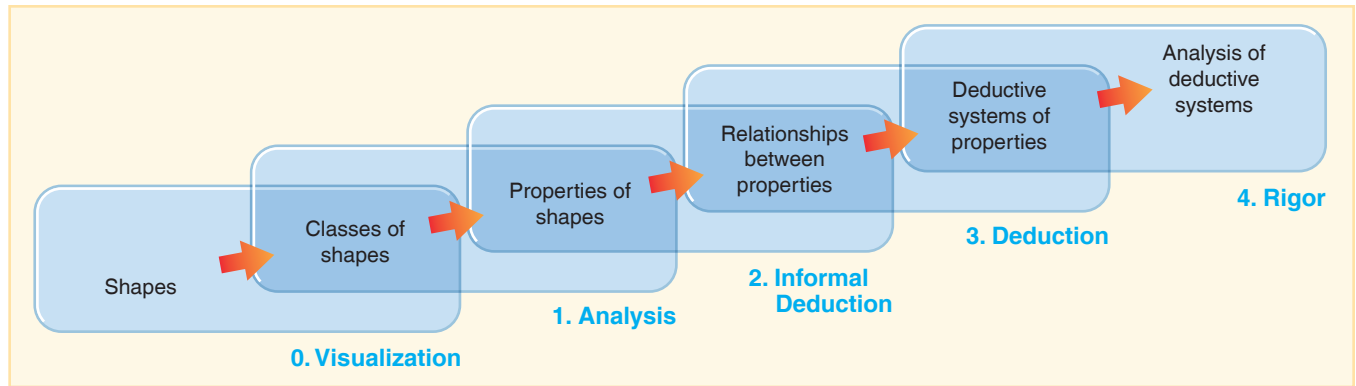 Shapes
Classes of
shapes
Properties of
shapes
Relationships
between
properties
Deductive
systems of
properties
Analysis of
deductive
systems
0. Visualization
1. Analysis
2. Informal
Deduction
3. Deduction
4. Rigor